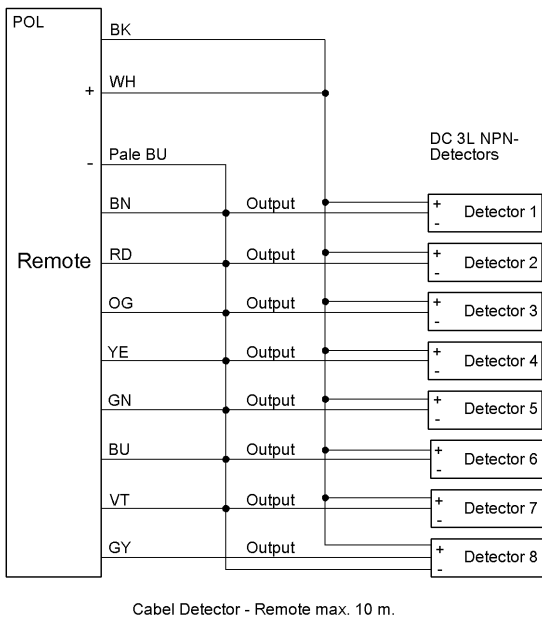 POL
BK
+ WH
- Pale BU
DC 3L NPN-
Detectors
BN Output + Detector 1
-
Remote
RD Output + Detector 2
-
OG Output + Detector 3
-
YE Output + Detector 4
-
GN Output + Detector 5
-
BU Output + Detector 6
-
VT Output + Detector 7
-
GY Output + Detector 8
-
Cabel Detector - Remote max. 10 m.